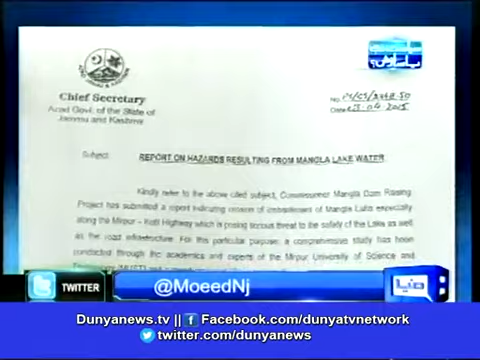 Chief Secretary
Azad Govt. of the State of
Jammu and Kashmir
No.
Date
Subject: REPORT ON HAZARDS RESULTING FROM MANGLA LAKE WATER
Kindly refer to the above cited subject, Commissioner Mangla Dam Raising
Project has submitted a report indicating erosion of embankment of Mangla Lake especially
along the Mirpur - Kotli Highway which is posing serious threat to the safety of the Lake as well
as the road infrastructure. For this particular purpose, a comprehensive study has been
conducted through the academics and experts of the Mirpur University of Science and
TWITTER
@MoeedNj
دنیا
Dunyanews.tv || Facebook.com/dunyatvnetwork
twitter.com/dunyanews